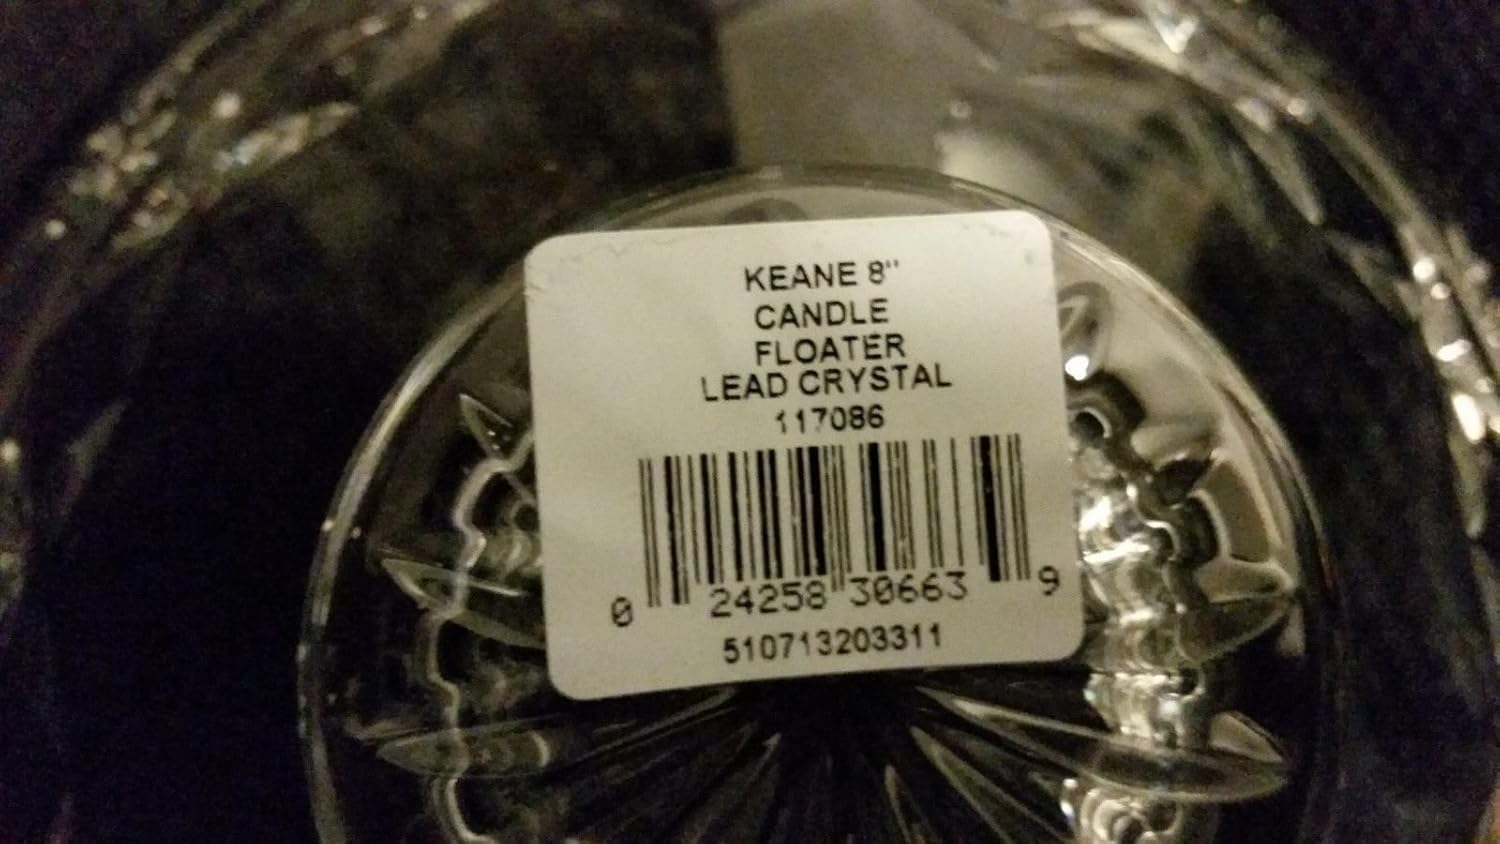 KEANE 8"
CANDLE
FLOATER
LEAD CRYSTAL
117086
0 24258 30663 9
510713203311